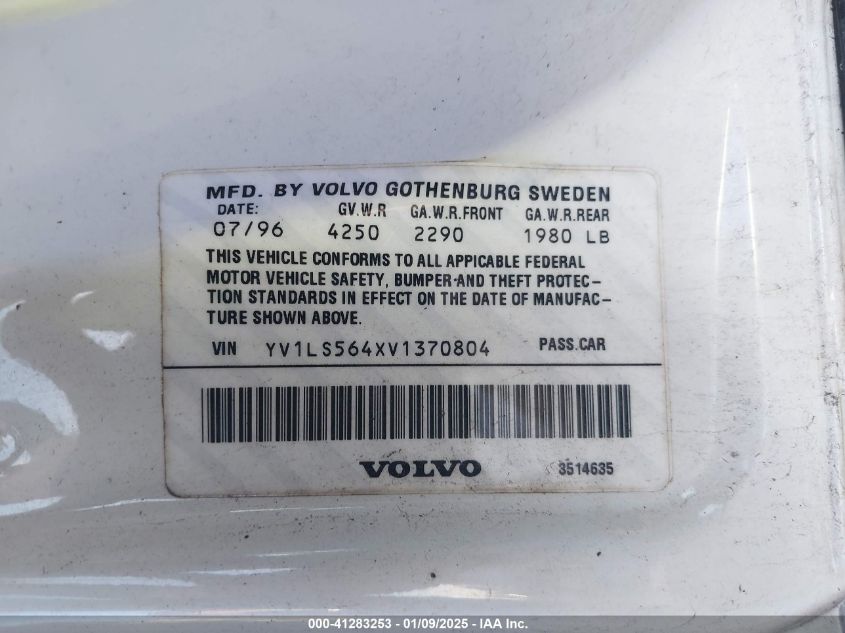 MFD. BY VOLVO GOTHENBURG SWEDEN
DATE: GV.W.R GA.W.R.FRONT GA.W.R.REAR
07/96 4250 2290 1980 LB
THIS VEHICLE CONFORMS TO ALL APPICABLE FEDERAL
MOTOR VEHICLE SAFETY, BUMPER-AND THEFT PROTEC-
TION STANDARDS IN EFFECT ON THE DATE OF MANUFAC-
TURE SHOWN ABOVE.
VIN YV1LS564XV1370804 PASS.CAR
VOLVO 3514635
000-41283253 - 01/09/2025 - IAA Inc.